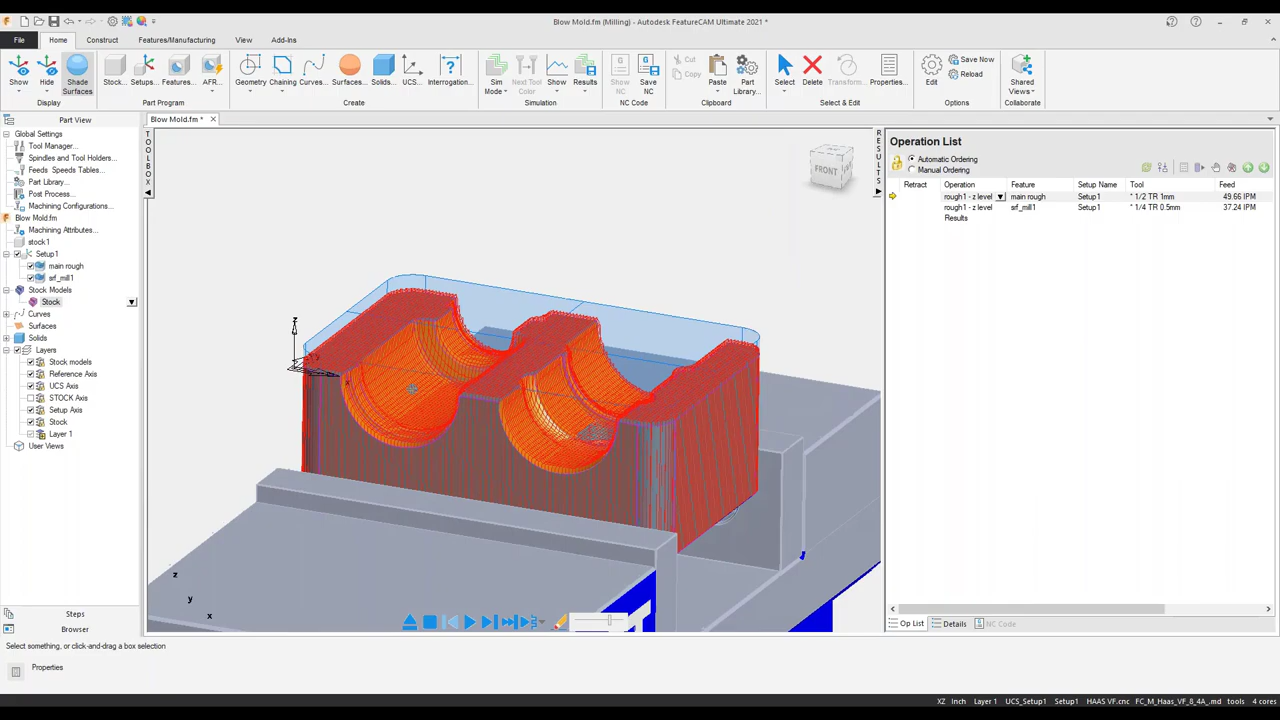 Blow Mold.fm (Milling) - Autodesk FeatureCAM Ultimate 2021 *
File Home Construct Features/Manufacturing View Add-Ins
Show Hide Shade Surfaces Stock... Setups... Features... AFR... Geometry Chaining Curves... Solids... UCS... Interrogation... Sim Mode Next Tool Color Show Results Show NC Save NC Cut Copy Paste Part Library... Select Delete Transform... Properties... Edit Save Now Reload Shared Views
Display Part Program Create Simulation NC Code Clipboard Select & Edit Options Collaborate
Part View
Blow Mold.fm *
Global Settings
Tool Manager...
Spindles and Tool Holders...
Feeds Speeds Tables...
Part Library...
Post Process...
Machining Configurations...
Blow Mold.fm
Machining Attributes...
stock1
Setup1
main rough
srf_mill1
Stock Models
Stock
Curves
Surfaces
Solids
Layers
Stock models
Reference Axis
UCS Axis
STOCK Axis
Setup Axis
Stock
Layer 1
User Views
Steps
Browser
TOOLBOX
FRONT
z
z
y
x
RESULTS
Operation List
Automatic Ordering
Manual Ordering
Retract Operation Feature Setup Name Tool Feed
rough1 - z level main rough Setup1 * 1/2 TR 1mm 49.66 IPM
rough1 - z level srf_mill1 Setup1 * 1/4 TR 0.5mm 37.24 IPM
Results
Op List Details NC Code
Select something, or click-and-drag a box selection
Properties
XZ Inch Layer 1 UCS_Setup1 Setup1 HAAS VF.cnc FC_M_Haas_VF_8_4A_.md tools 4 cores